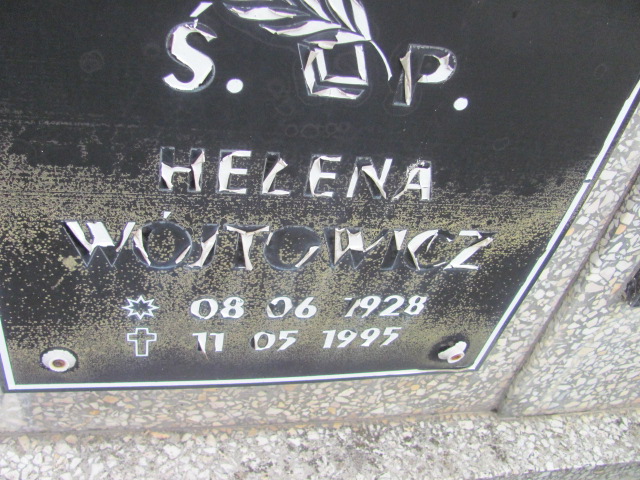 Ś. P.
HELENA
WÓJTOWICZ
08 06 1928
11 05 1995